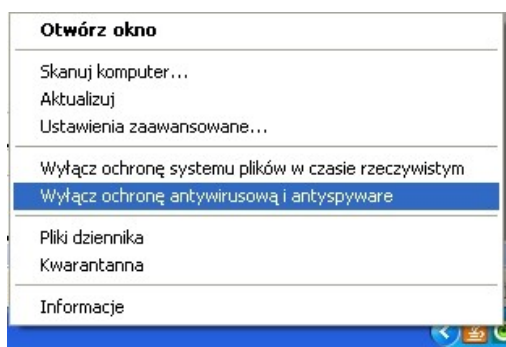 Otwórz okno
Skanuj komputer...
Aktualizuj
Ustawienia zaawansowane...
Wyłącz ochronę systemu plików w czasie rzeczywistym
Wyłącz ochronę antywirusową i antyspyware
Pliki dziennika
Kwarantanna
Informacje